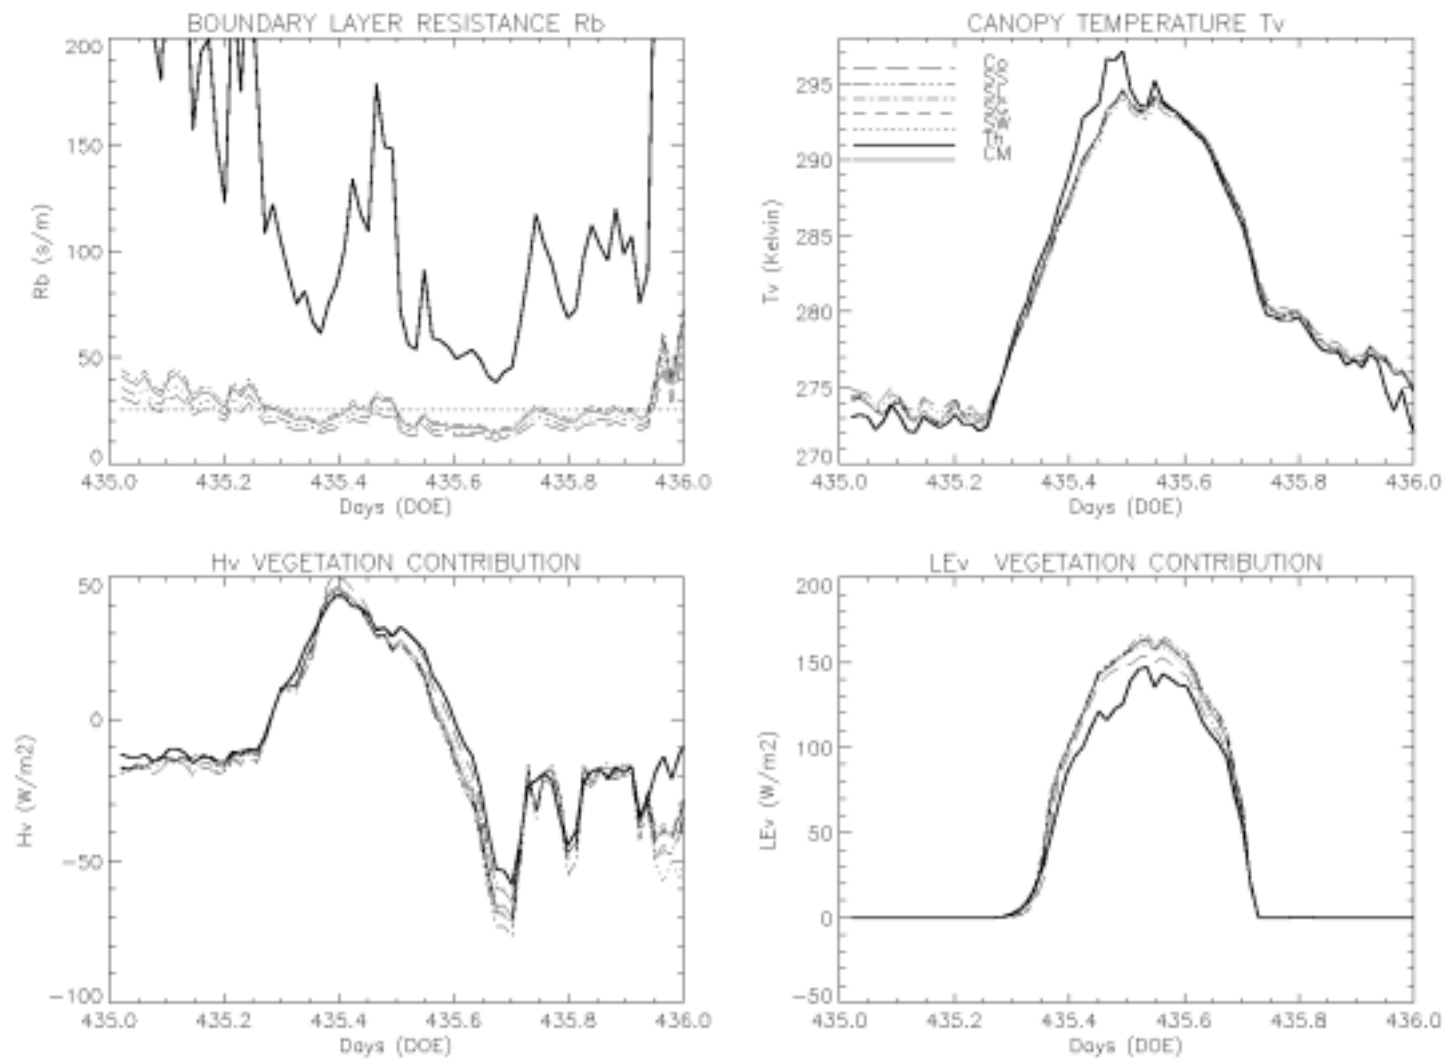 BOUNDARY LAYER RESISTANCE Rb
200
150
100
50
0
Rb (s/m)
435.0 435.2 435.4 435.6 435.8 436.0
Days (DOE)
CANOPY TEMPERATURE Tv
Co
CM
295
290
285
280
275
270
Tv (Kelvin)
435.0 435.2 435.4 435.6 435.8 436.0
Days (DOE)
Hv VEGETATION CONTRIBUTION
50
0
-50
-100
Hv (W/m2)
435.0 435.2 435.4 435.6 435.8 436.0
Days (DOE)
LEv VEGETATION CONTRIBUTION
200
150
100
50
0
-50
LEv (W/m2)
435.0 435.2 435.4 435.6 435.8 436.0
Days (DOE)